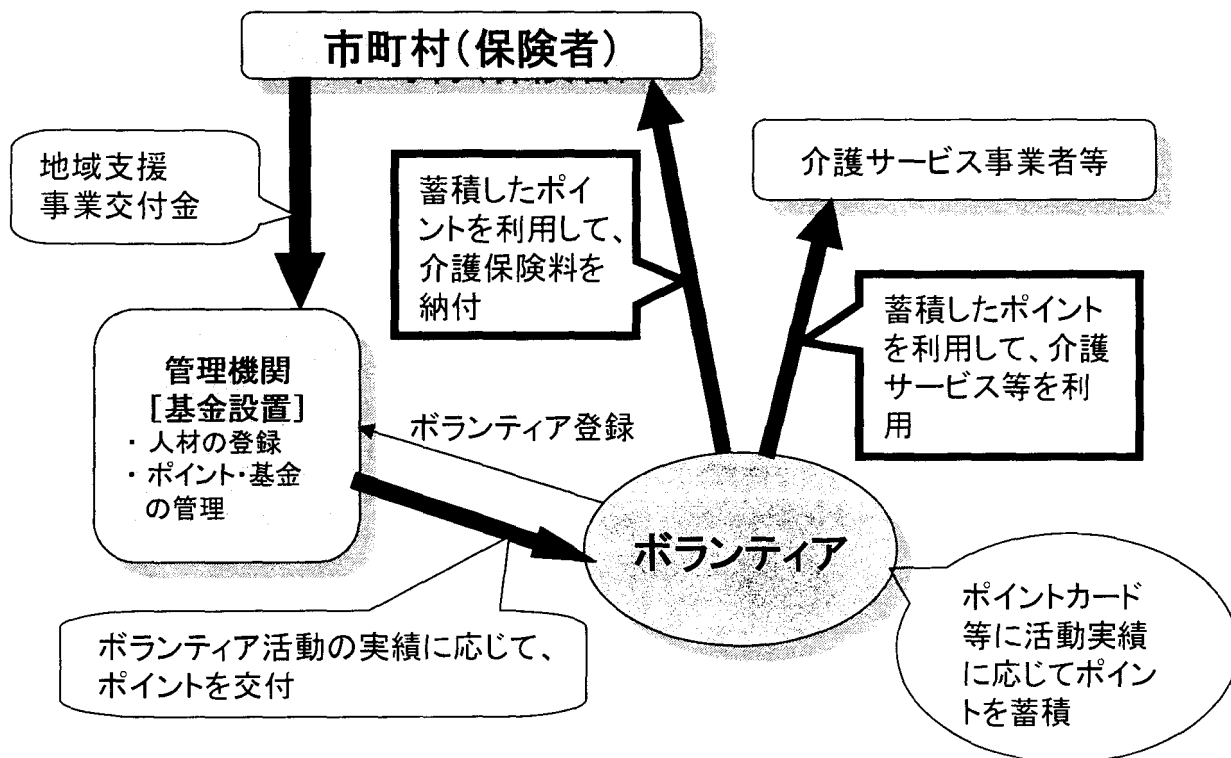 市町村(保険者)
地域支援
事業交付金
蓄積したポイ
ントを利用して、
介護保険料を
納付
介護サービス事業者等
蓄積したポイント
を利用して、介護
サービス等を利
用
管理機関
[基金設置]
・人材の登録
・ポイント・基金
の管理
ボランティア登録
ボランティア
ボランティア活動の実績に応じて、
ポイントを交付
ポイントカード
等に活動実績
に応じてポイン
トを蓄積